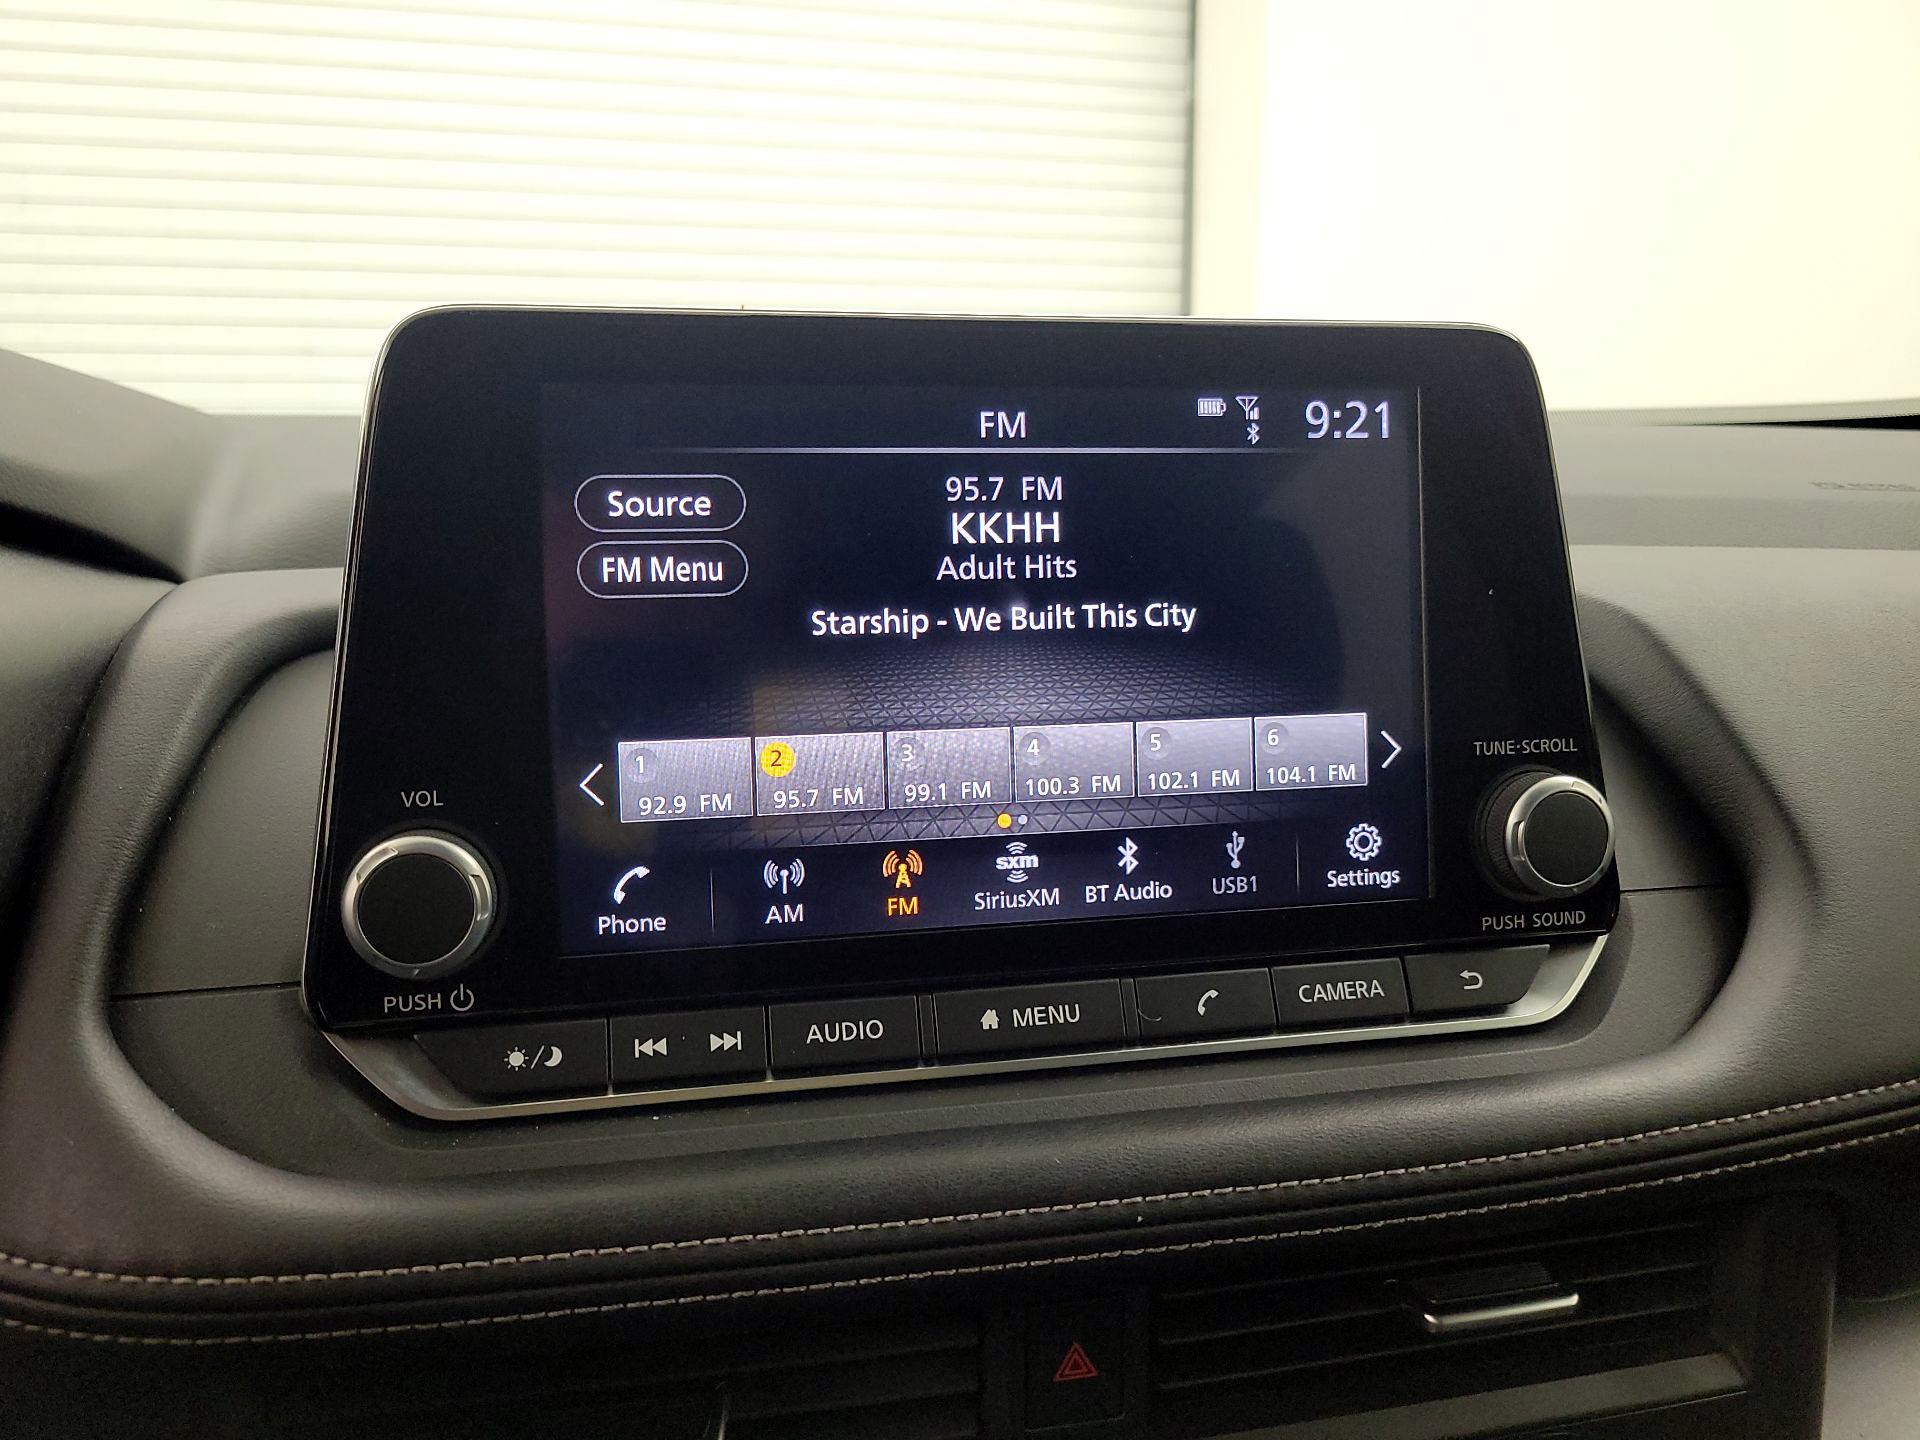 FM
9:21
Source
FM Menu
95.7 FM
KKHH
Adult Hits
Starship - We Built This City
1
92.9 FM
2
95.7 FM
3
99.1 FM
4
100.3 FM
5
102.1 FM
6
104.1 FM
Phone
AM
FM
sxm
SiriusXM
BT Audio
USB1
Settings
VOL
PUSH
TUNE·SCROLL
PUSH SOUND
AUDIO
MENU
CAMERA